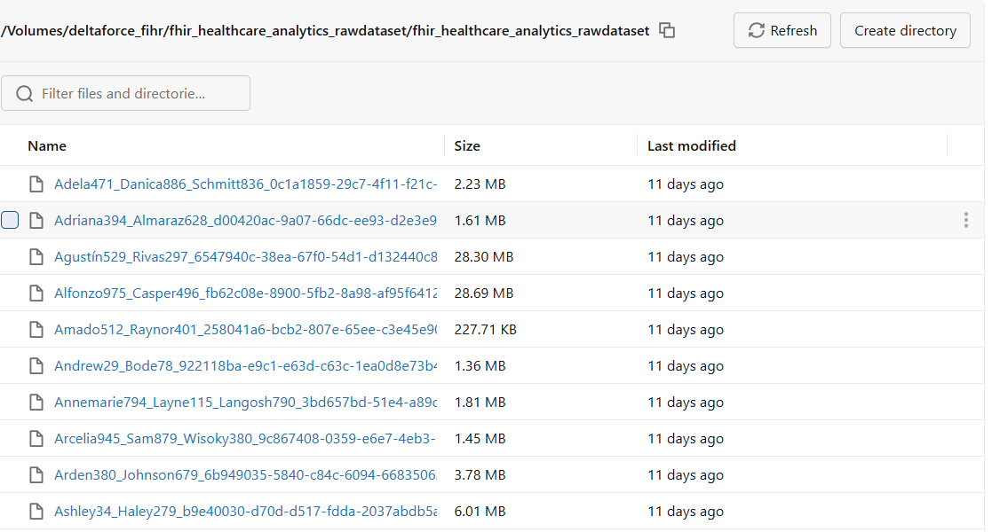 /Volumes/deltaforce_fihr/fhir_healthcare_analytics_rawdataset/fhir_healthcare_analytics_rawdataset Refresh Create directory
Filter files and directorie...
Name Size Last modified
Adela471_Danica886_Schmitt836_0c1a1859-29c7-4f11-f21c- 2.23 MB 11 days ago
Adriana394_Almaraz628_d00420ac-9a07-66dc-ee93-d2e3e9 1.61 MB 11 days ago
Agustín529_Rivas297_6547940c-38ea-67f0-54d1-d132440c8 28.30 MB 11 days ago
Alfonzo975_Casper496_fb62c08e-8900-5fb2-8a98-af95f6412 28.69 MB 11 days ago
Amado512_Raynor401_258041a6-bcb2-807e-65ee-c3e45e90 227.71 KB 11 days ago
Andrew29_Bode78_922118ba-e9c1-e63d-c63c-1ea0d8e73b4 1.36 MB 11 days ago
Annemarie794_Layne115_Langosh790_3bd657bd-51e4-a89c 1.81 MB 11 days ago
Arcelia945_Sam879_Wisoky380_9c867408-0359-e6e7-4eb3- 1.45 MB 11 days ago
Arden380_Johnson679_6b949035-5840-c84c-6094-6683506 3.78 MB 11 days ago
Ashley34_Haley279_b9e40030-d70d-d517-fdda-2037abdb5a 6.01 MB 11 days ago